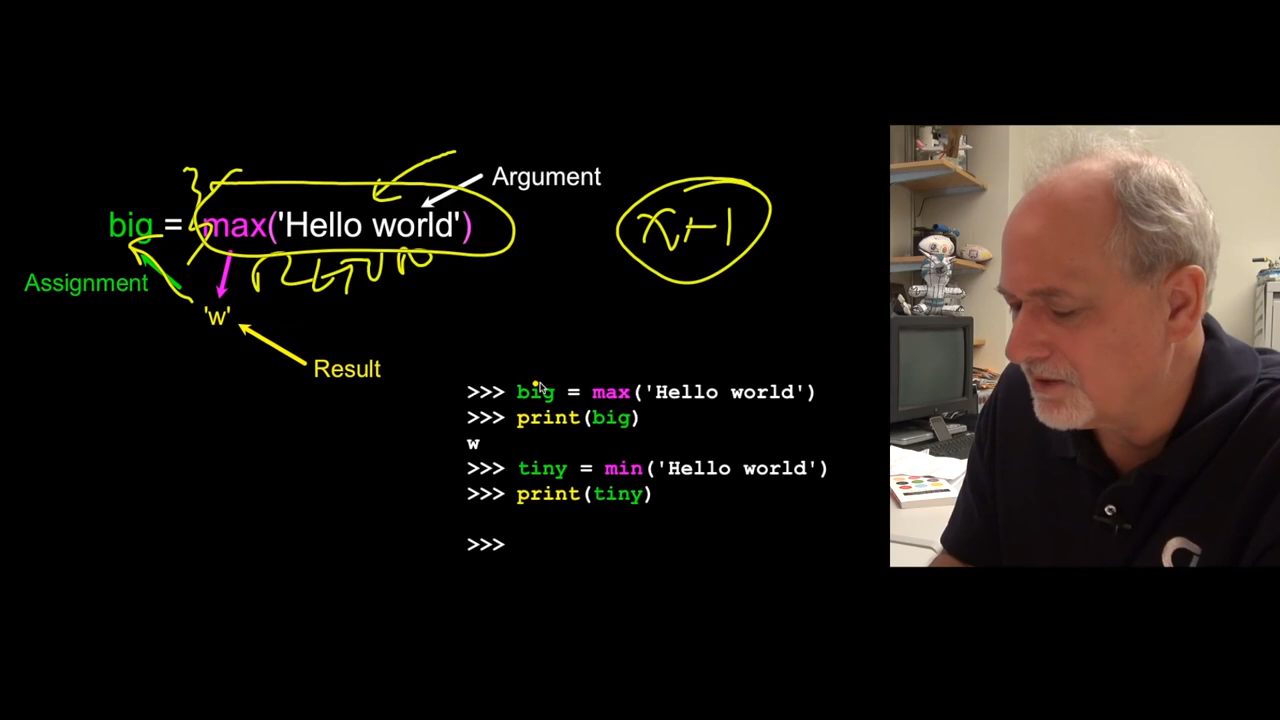 Argument
big = max('Hello world')
x+1
return
Assignment
'w'
Result
>>> big = max('Hello world')
>>> print(big)
w
>>> tiny = min('Hello world')
>>> print(tiny)
>>>